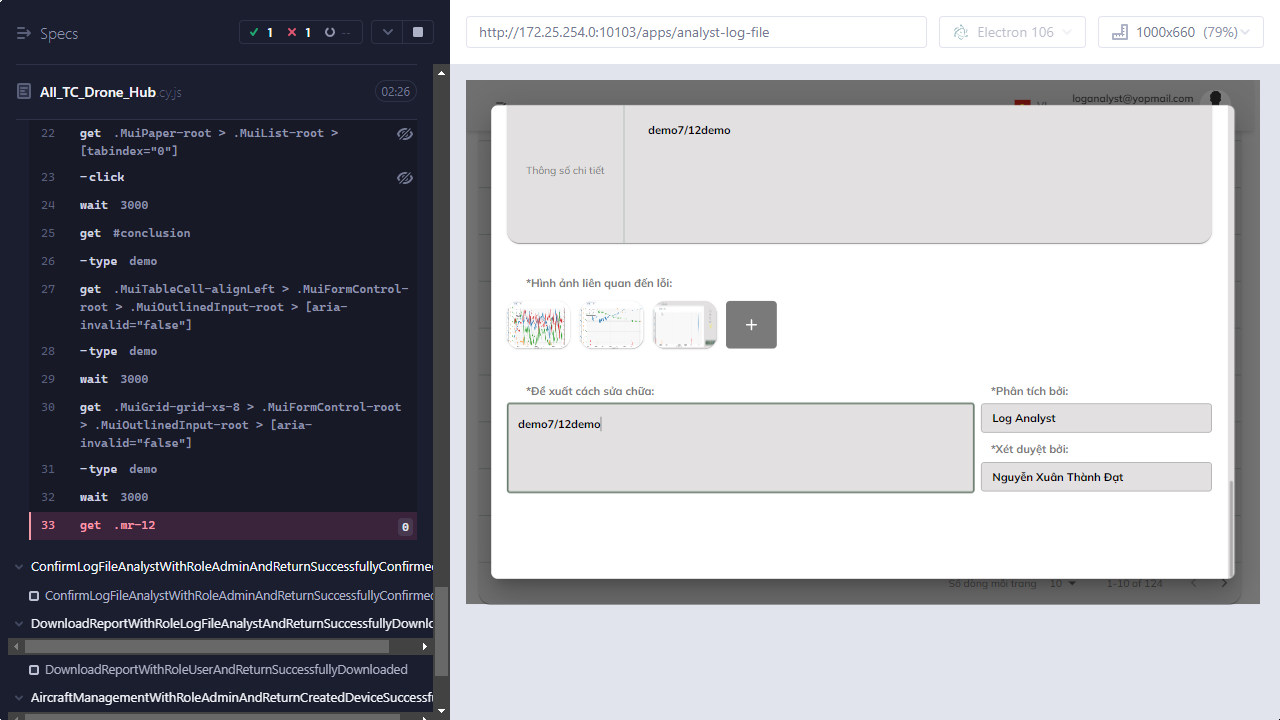 Specs
1
1
--
All_TC_Drone_Hub.cy.js
02:26
22 get .MuiPaper-root > .MuiList-root >
[tabindex="0"]
23 -click
24 wait 3000
25 get #conclusion
26 -type demo
27 get .MuiTableCell-alignLeft > .MuiFormControl-
root > .MuiOutlinedInput-root > [aria-
invalid="false"]
28 -type demo
29 wait 3000
30 get .MuiGrid-grid-xs-8 > .MuiFormControl-root
> .MuiOutlinedInput-root > [aria-
invalid="false"]
31 -type demo
32 wait 3000
33 get .mr-12 0
ConfirmLogFileAnalystWithRoleAdminAndReturnSuccessfullyConfirmed
ConfirmLogFileAnalystWithRoleAdminAndReturnSuccessfullyConfirmed
DownloadReportWithRoleLogFileAnalystAndReturnSuccessfullyDownlo
DownloadReportWithRoleUserAndReturnSuccessfullyDownloaded
AircraftManagementWithRoleAdminAndReturnCreatedDeviceSuccessf
http://172.25.254.0:10103/apps/analyst-log-file
Electron 106
1000x660 (79%)
loganalyst@yopmail.com
demo7/12demo
Thông số chi tiết
*Hình ảnh liên quan đến lỗi:
+
*Đề xuất cách sửa chữa:
demo7/12demo
*Phân tích bởi:
Log Analyst
*Xét duyệt bởi:
Nguyễn Xuân Thành Đạt
Số dòng mỗi trang 10 1-10 of 124